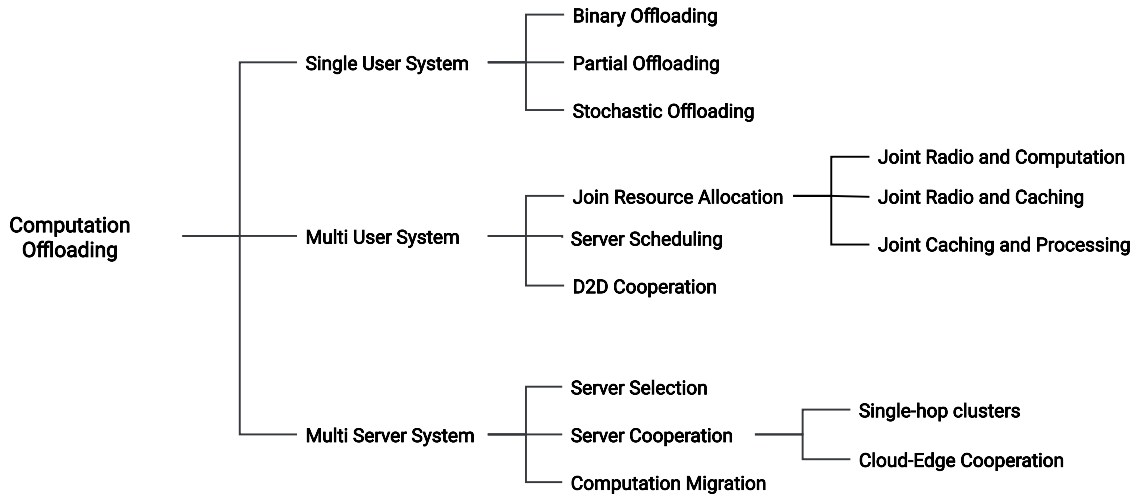 Computation
Offloading
Single User System
Binary Offloading
Partial Offloading
Stochastic Offloading
Multi User System
Join Resource Allocation
Joint Radio and Computation
Joint Radio and Caching
Joint Caching and Processing
Server Scheduling
D2D Cooperation
Multi Server System
Server Selection
Server Cooperation
Single-hop clusters
Cloud-Edge Cooperation
Computation Migration